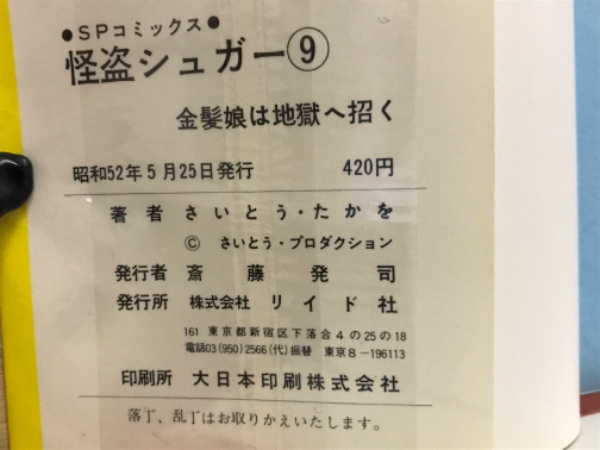 ●SPコミックス●
怪盗シュガー⑨
金髪娘は地獄へ招く
昭和52年5月25日発行 420円
著者 さいとう・たかを
© さいとう・プロダクション
発行者 斎藤発司
発行所 株式会社 リイド社
161 東京都新宿区下落合4の25の18
電話03(950)2566(代)振替 東京8-196113
印刷所 大日本印刷株式会社
落丁、乱丁はお取りかえいたします。